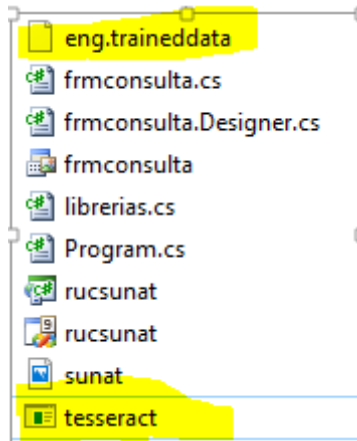 eng.traineddata
frmconsulta.cs
frmconsulta.Designer.cs
frmconsulta
librerias.cs
Program.cs
rucsunat
rucsunat
sunat
tesseract